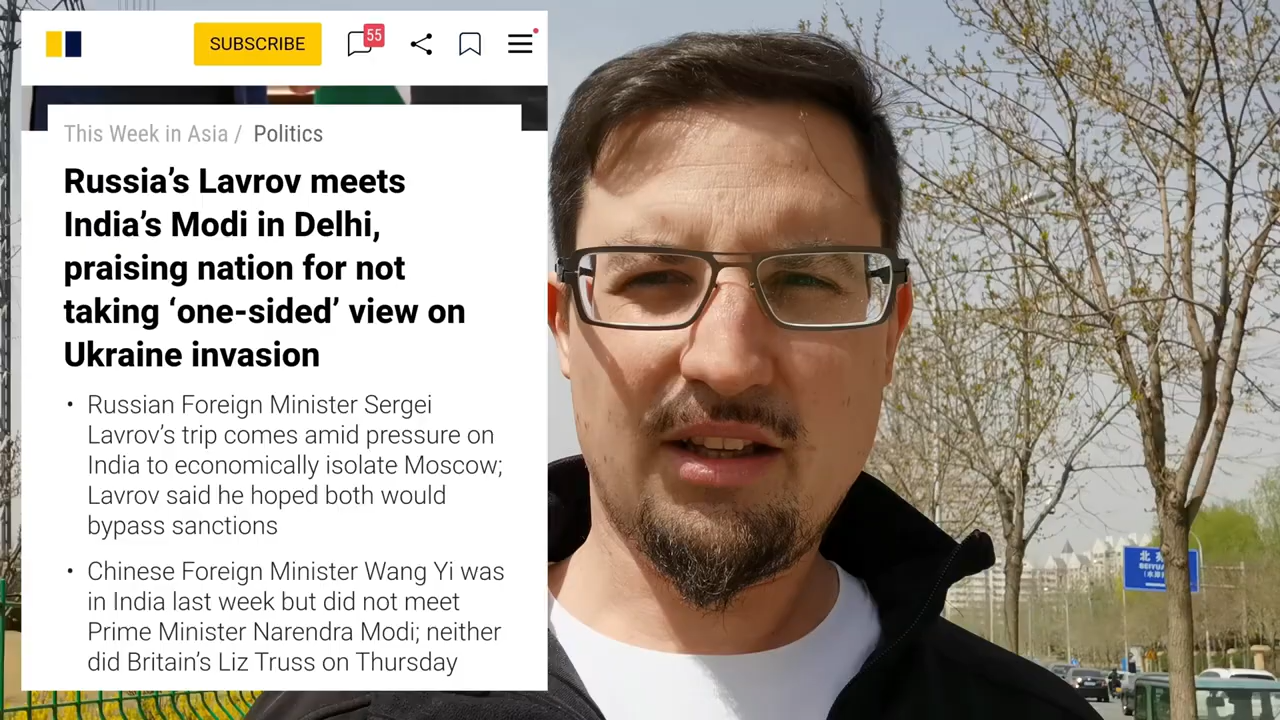 SUBSCRIBE
55
This Week in Asia / Politics
Russia’s Lavrov meets
India’s Modi in Delhi,
praising nation for not
taking ‘one-sided’ view on
Ukraine invasion
• Russian Foreign Minister Sergei
Lavrov’s trip comes amid pressure on
India to economically isolate Moscow;
Lavrov said he hoped both would
bypass sanctions
• Chinese Foreign Minister Wang Yi was
in India last week but did not meet
Prime Minister Narendra Modi; neither
did Britain’s Liz Truss on Thursday
北